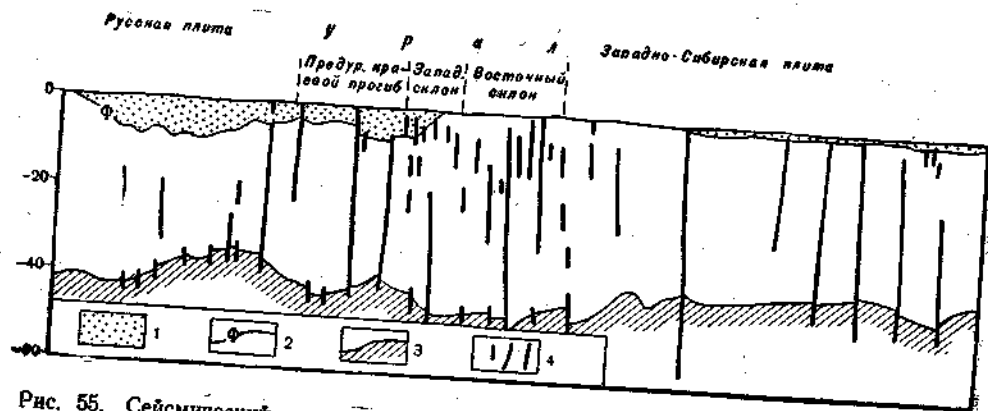 Русская плита
У р а л
Западно-Сибирская плита
Предур. кра-
евой прогиб
Запад.
склон
Восточный
склон
0
Ф
-20
-40
1
Ф
2
3
4
Рис. 55. Сейсмический